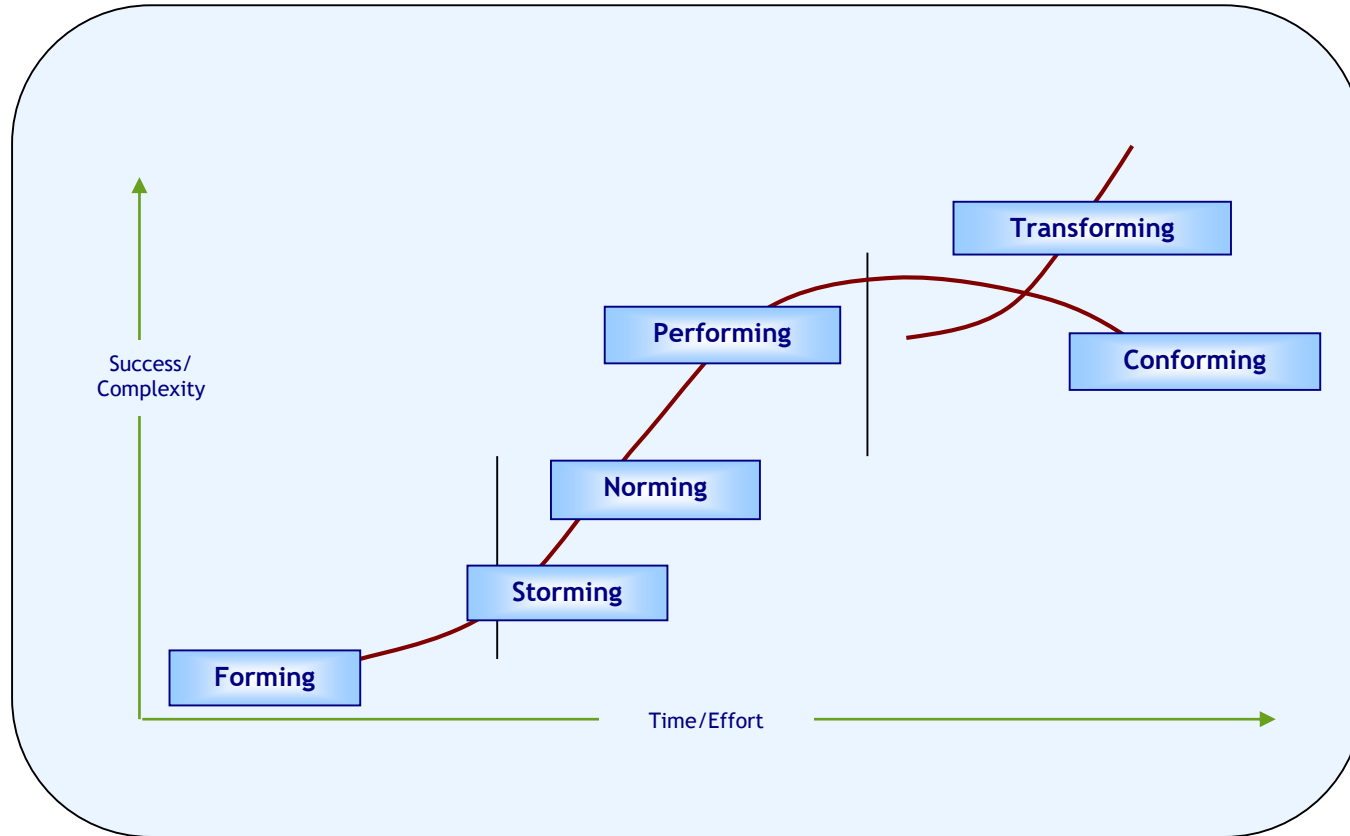 Transforming
Performing
Conforming
Success/
Complexity
Norming
Storming
Forming
Time/Effort